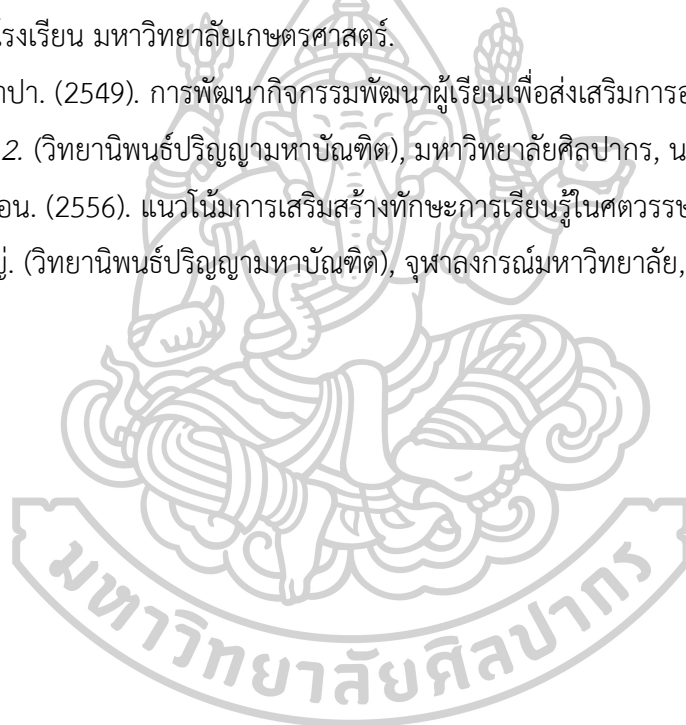 โรงเรียน มหาวิทยาลัยเกษตรศาสตร์.
าปา. (2549). การพัฒนากิจกรรมพัฒนาผู้เรียนเพื่อส่งเสริมการอ
2. (วิทยานิพนธ์ปริญญามหาบัณฑิต), มหาวิทยาลัยศิลปากร, น
อน. (2556). แนวโน้มการเสริมสร้างทักษะการเรียนรู้ในศตวรรษ
. (วิทยานิพนธ์ปริญญามหาบัณฑิต), จุฬาลงกรณ์มหาวิทยาลัย,
มหาวิทยาลัยศิลปากร